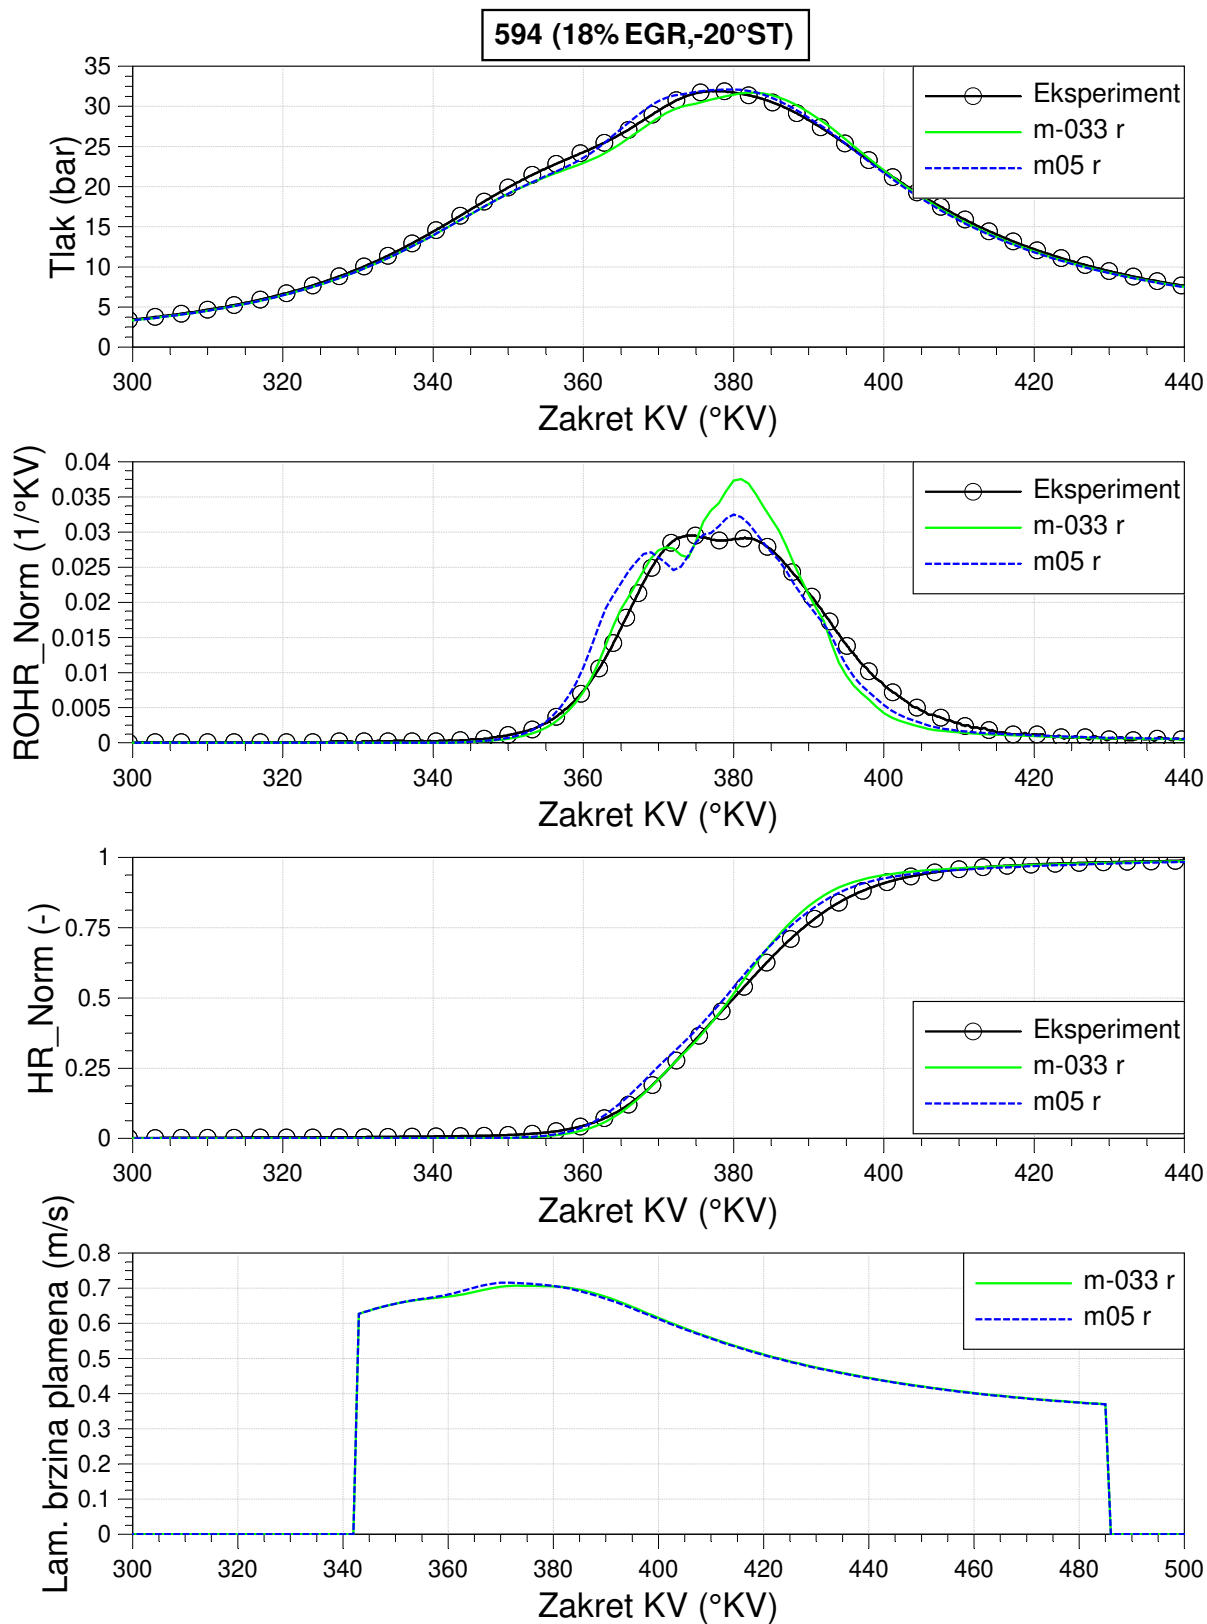 594 (18% EGR,-20°ST)
Tlak (bar)
35
30
25
20
15
10
5
0
Eksperiment
m-033 r
m05 r
300 320 340 360 380 400 420 440
Zakret KV (°KV)
ROHR_Norm (1/°KV)
0.04
0.035
0.03
0.025
0.02
0.015
0.01
0.005
0
Eksperiment
m-033 r
m05 r
300 320 340 360 380 400 420 440
Zakret KV (°KV)
HR_Norm (-)
1
0.75
0.5
0.25
0
Eksperiment
m-033 r
m05 r
300 320 340 360 380 400 420 440
Zakret KV (°KV)
Lam. brzina plamena (m/s)
0.8
0.7
0.6
0.5
0.4
0.3
0.2
0.1
0
m-033 r
m05 r
300 320 340 360 380 400 420 440 460 480 500
Zakret KV (°KV)